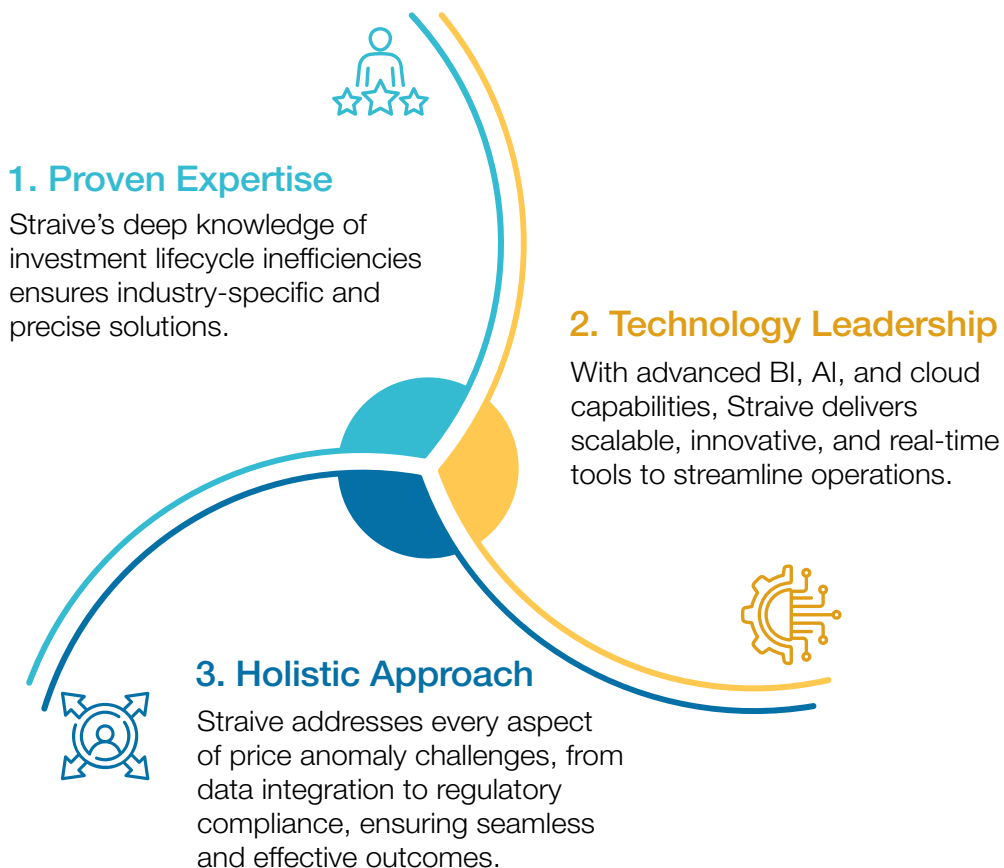 1. Proven Expertise
Straive’s deep knowledge of
investment lifecycle inefficiencies
ensures industry-specific and
precise solutions.
2. Technology Leadership
With advanced BI, AI, and cloud
capabilities, Straive delivers
scalable, innovative, and real-time
tools to streamline operations.
3. Holistic Approach
Straive addresses every aspect
of price anomaly challenges, from
data integration to regulatory
compliance, ensuring seamless
and effective outcomes.